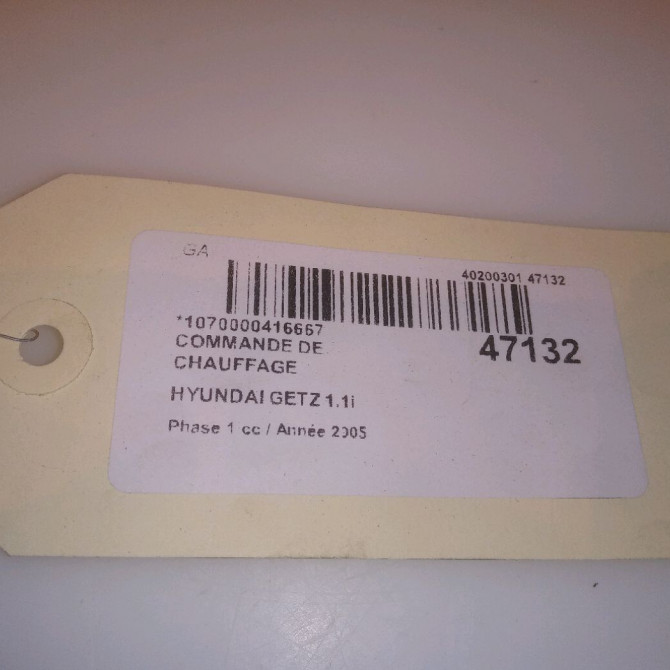 GA
40200301 47132
*1070000416667
COMMANDE DE
CHAUFFAGE
47132
HYUNDAI GETZ 1.1i
Phase 1 cc / Année 2005